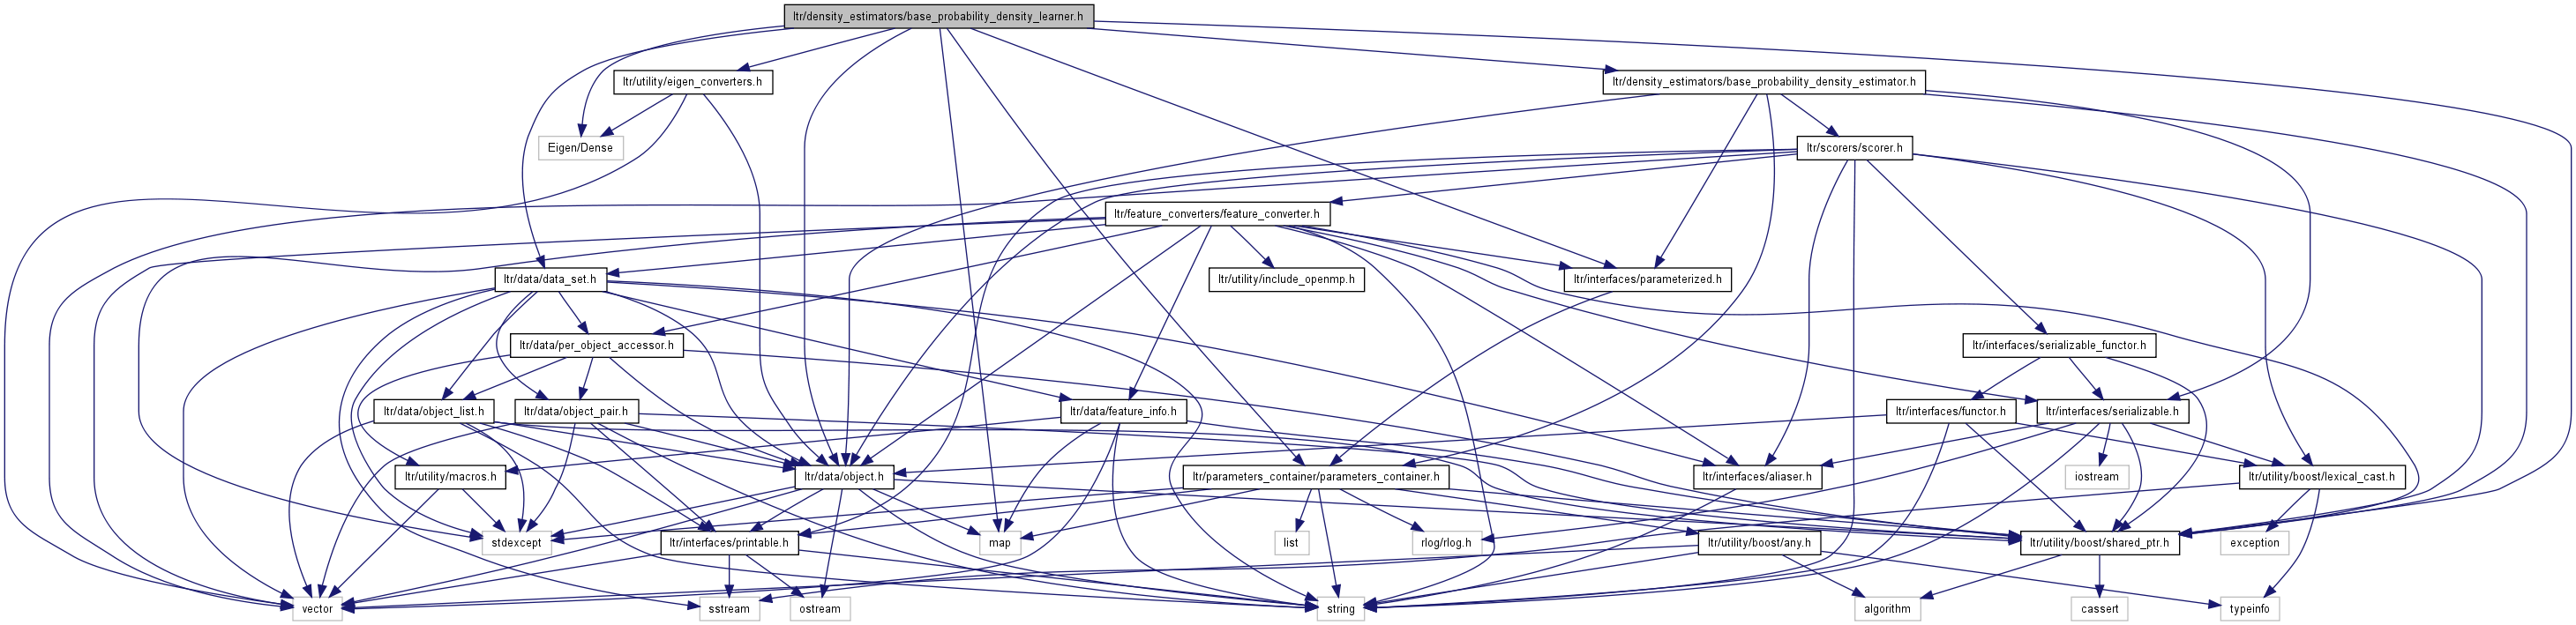 ltr/density_estimators/base_probability_density_learner.h
ltr/utility/eigen_converters.h
ltr/density_estimators/base_probability_density_estimator.h
Eigen/Dense
ltr/scorers/scorer.h
ltr/feature_converters/feature_converter.h
ltr/data/data_set.h
ltr/utility/include_openmp.h
ltr/interfaces/parameterized.h
ltr/data/per_object_accessor.h
ltr/interfaces/serializable_functor.h
ltr/data/object_list.h
ltr/data/object_pair.h
ltr/data/feature_info.h
ltr/interfaces/functor.h
ltr/interfaces/serializable.h
ltr/utility/macros.h
ltr/data/object.h
ltr/parameters_container/parameters_container.h
ltr/interfaces/aliaser.h
iostream
ltr/utility/boost/lexical_cast.h
stdexcept
ltr/interfaces/printable.h
map
list
rlog/rlog.h
ltr/utility/boost/any.h
ltr/utility/boost/shared_ptr.h
exception
vector
sstream
ostream
string
algorithm
cassert
typeinfo